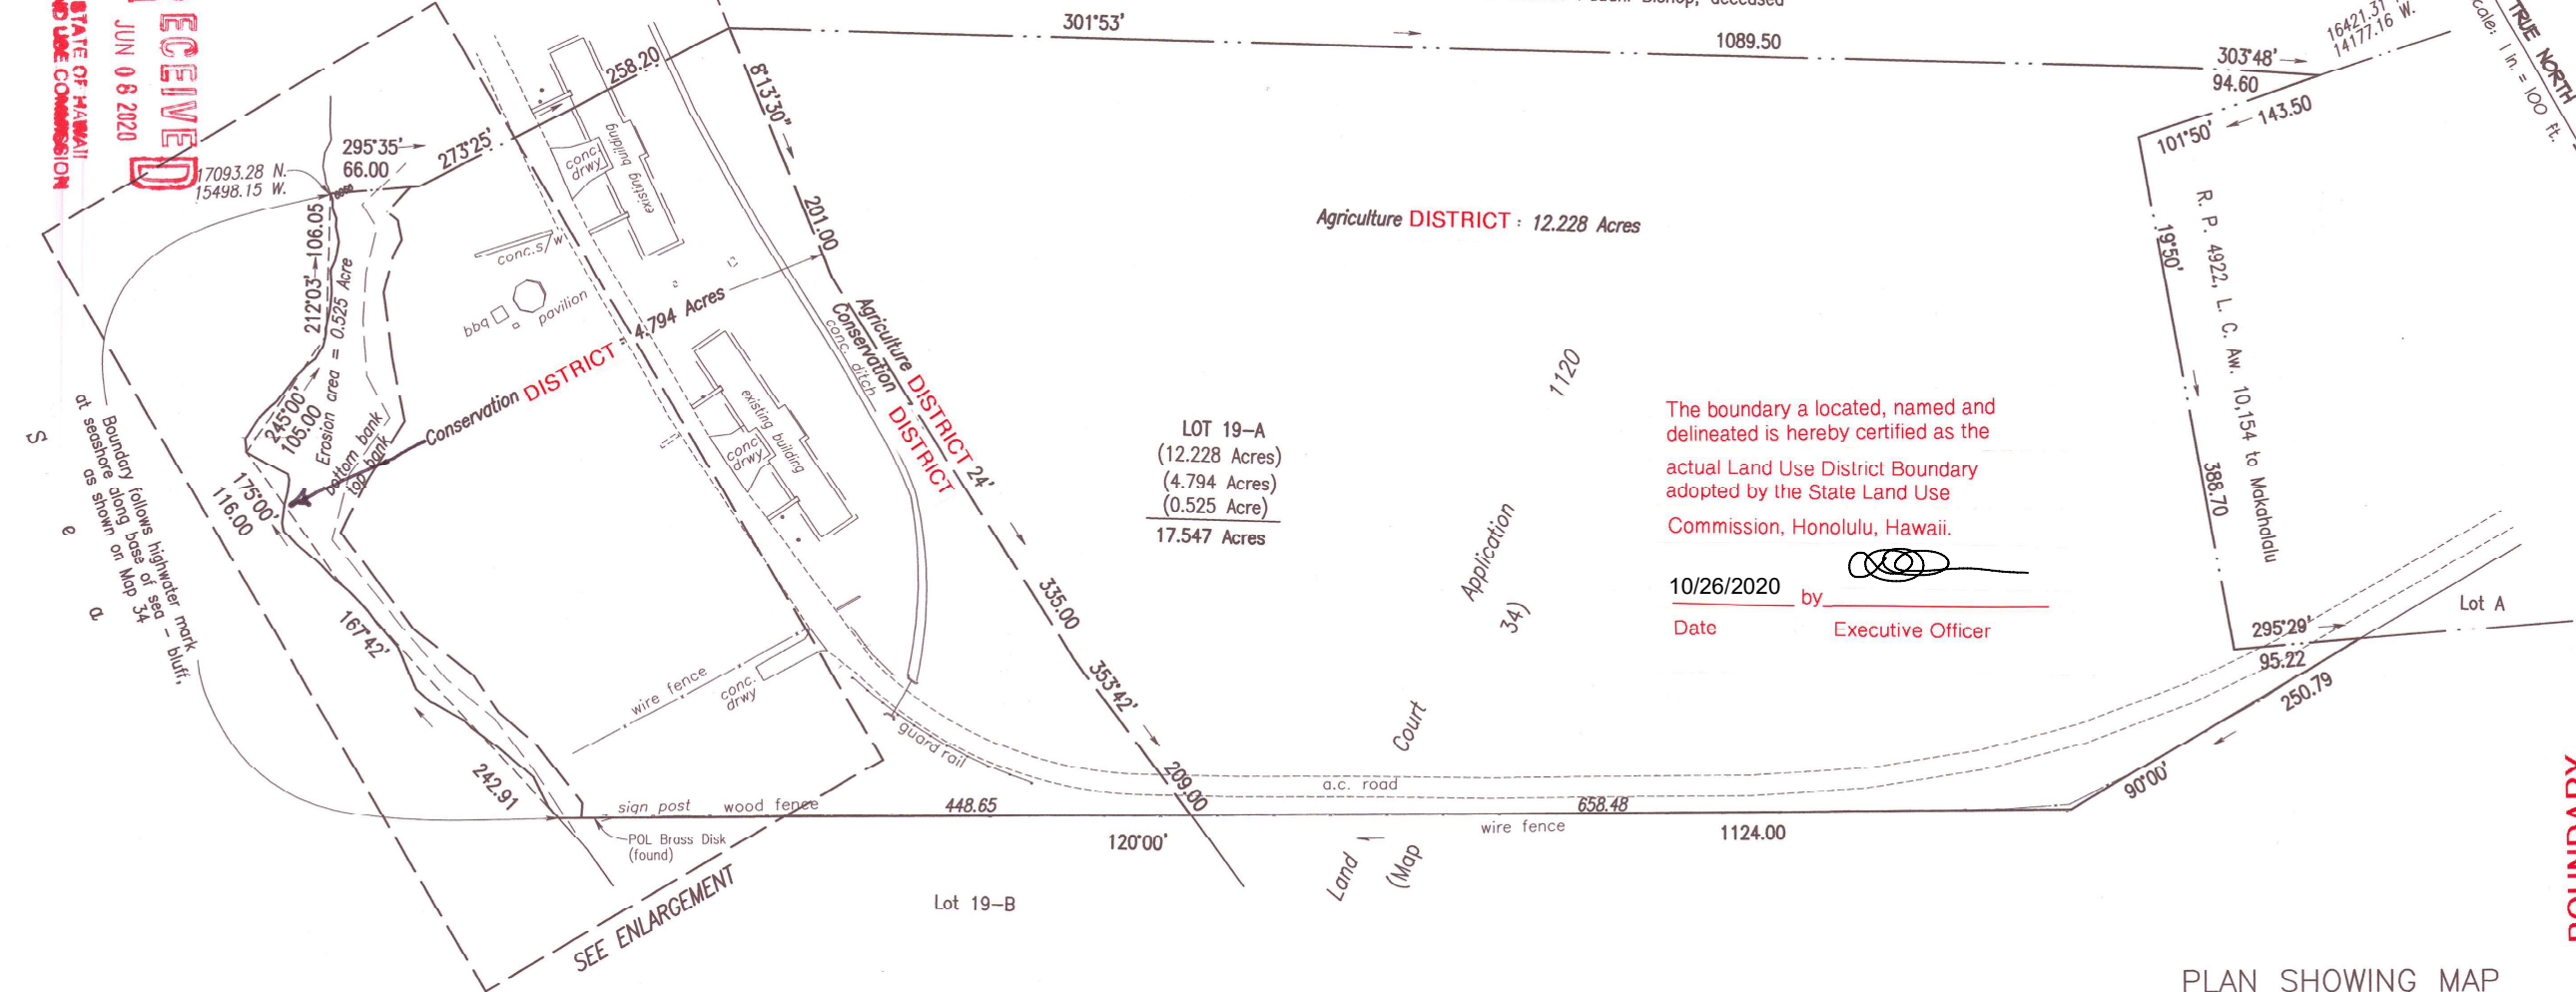 RECEIVED
JUN 08 2020
STATE OF HAWAII
LAND USE COMMISSION
Bishop, deceased
301°53'
1089.50
303°48'
94.60
16421.37
14177.16 W.
TRUE NORTH
Scale: 1 in. = 100 ft.
101°50'
143.50
R. P. 4922, L. C. Aw. 10,154 to Makahalalu
19°50'
388.70
295°29'
95.22
Lot A
250.79
90°00'
258.20
273°25'
295°35'
66.00
17093.28 N.
15498.15 W.
8°13'30"
201.00
existing building
conc.
drwy
conc.s/w
bbq
pavilion
4.794 Acres
Conservation DISTRICT
212°03'
106.05
Erosion area = 0.525 Acre
245°00'
105.00
bottom bank
top bank
175°00'
116.00
167°42'
242.91
Boundary follows highwater mark
at seashore along base of sea – bluff,
as shown on Map 34
S e a
Agriculture DISTRICT
Conservation DISTRICT
conc. ditch
24'
335.00
353°42'
209.00
existing building
conc.
drwy
wire fence
conc.
drwy
guard rail
sign post
wood fence
448.65
POL Brass Disk
(found)
120°00'
a.c. road
658.48
wire fence
1124.00
SEE ENLARGEMENT
Lot 19–B
Agriculture DISTRICT : 12.228 Acres
LOT 19–A
(12.228 Acres)
(4.794 Acres)
(0.525 Acre)
17.547 Acres
Land Court Application 1120
(Map 34)
The boundary a located, named and
delineated is hereby certified as the
actual Land Use District Boundary
adopted by the State Land Use
Commission, Honolulu, Hawaii.
10/26/2020 by
Date Executive Officer
BOUNDARY
PLAN SHOWING MAP